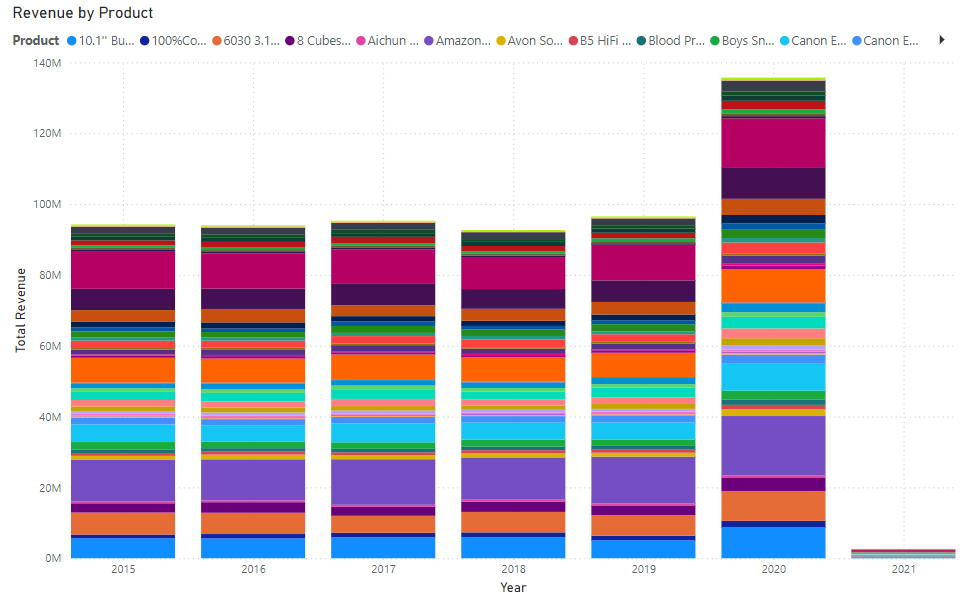 Revenue by Product
Product 10.1" Bu... 100%Co... 6030 3.1... 8 Cubes... Aichun ... Amazon... Avon So... B5 HiFi ... Blood Pr... Boys Sn... Canon E... Canon E...
140M
120M
100M
80M
60M
40M
20M
0M
Total Revenue
2015 2016 2017 2018 2019 2020 2021
Year